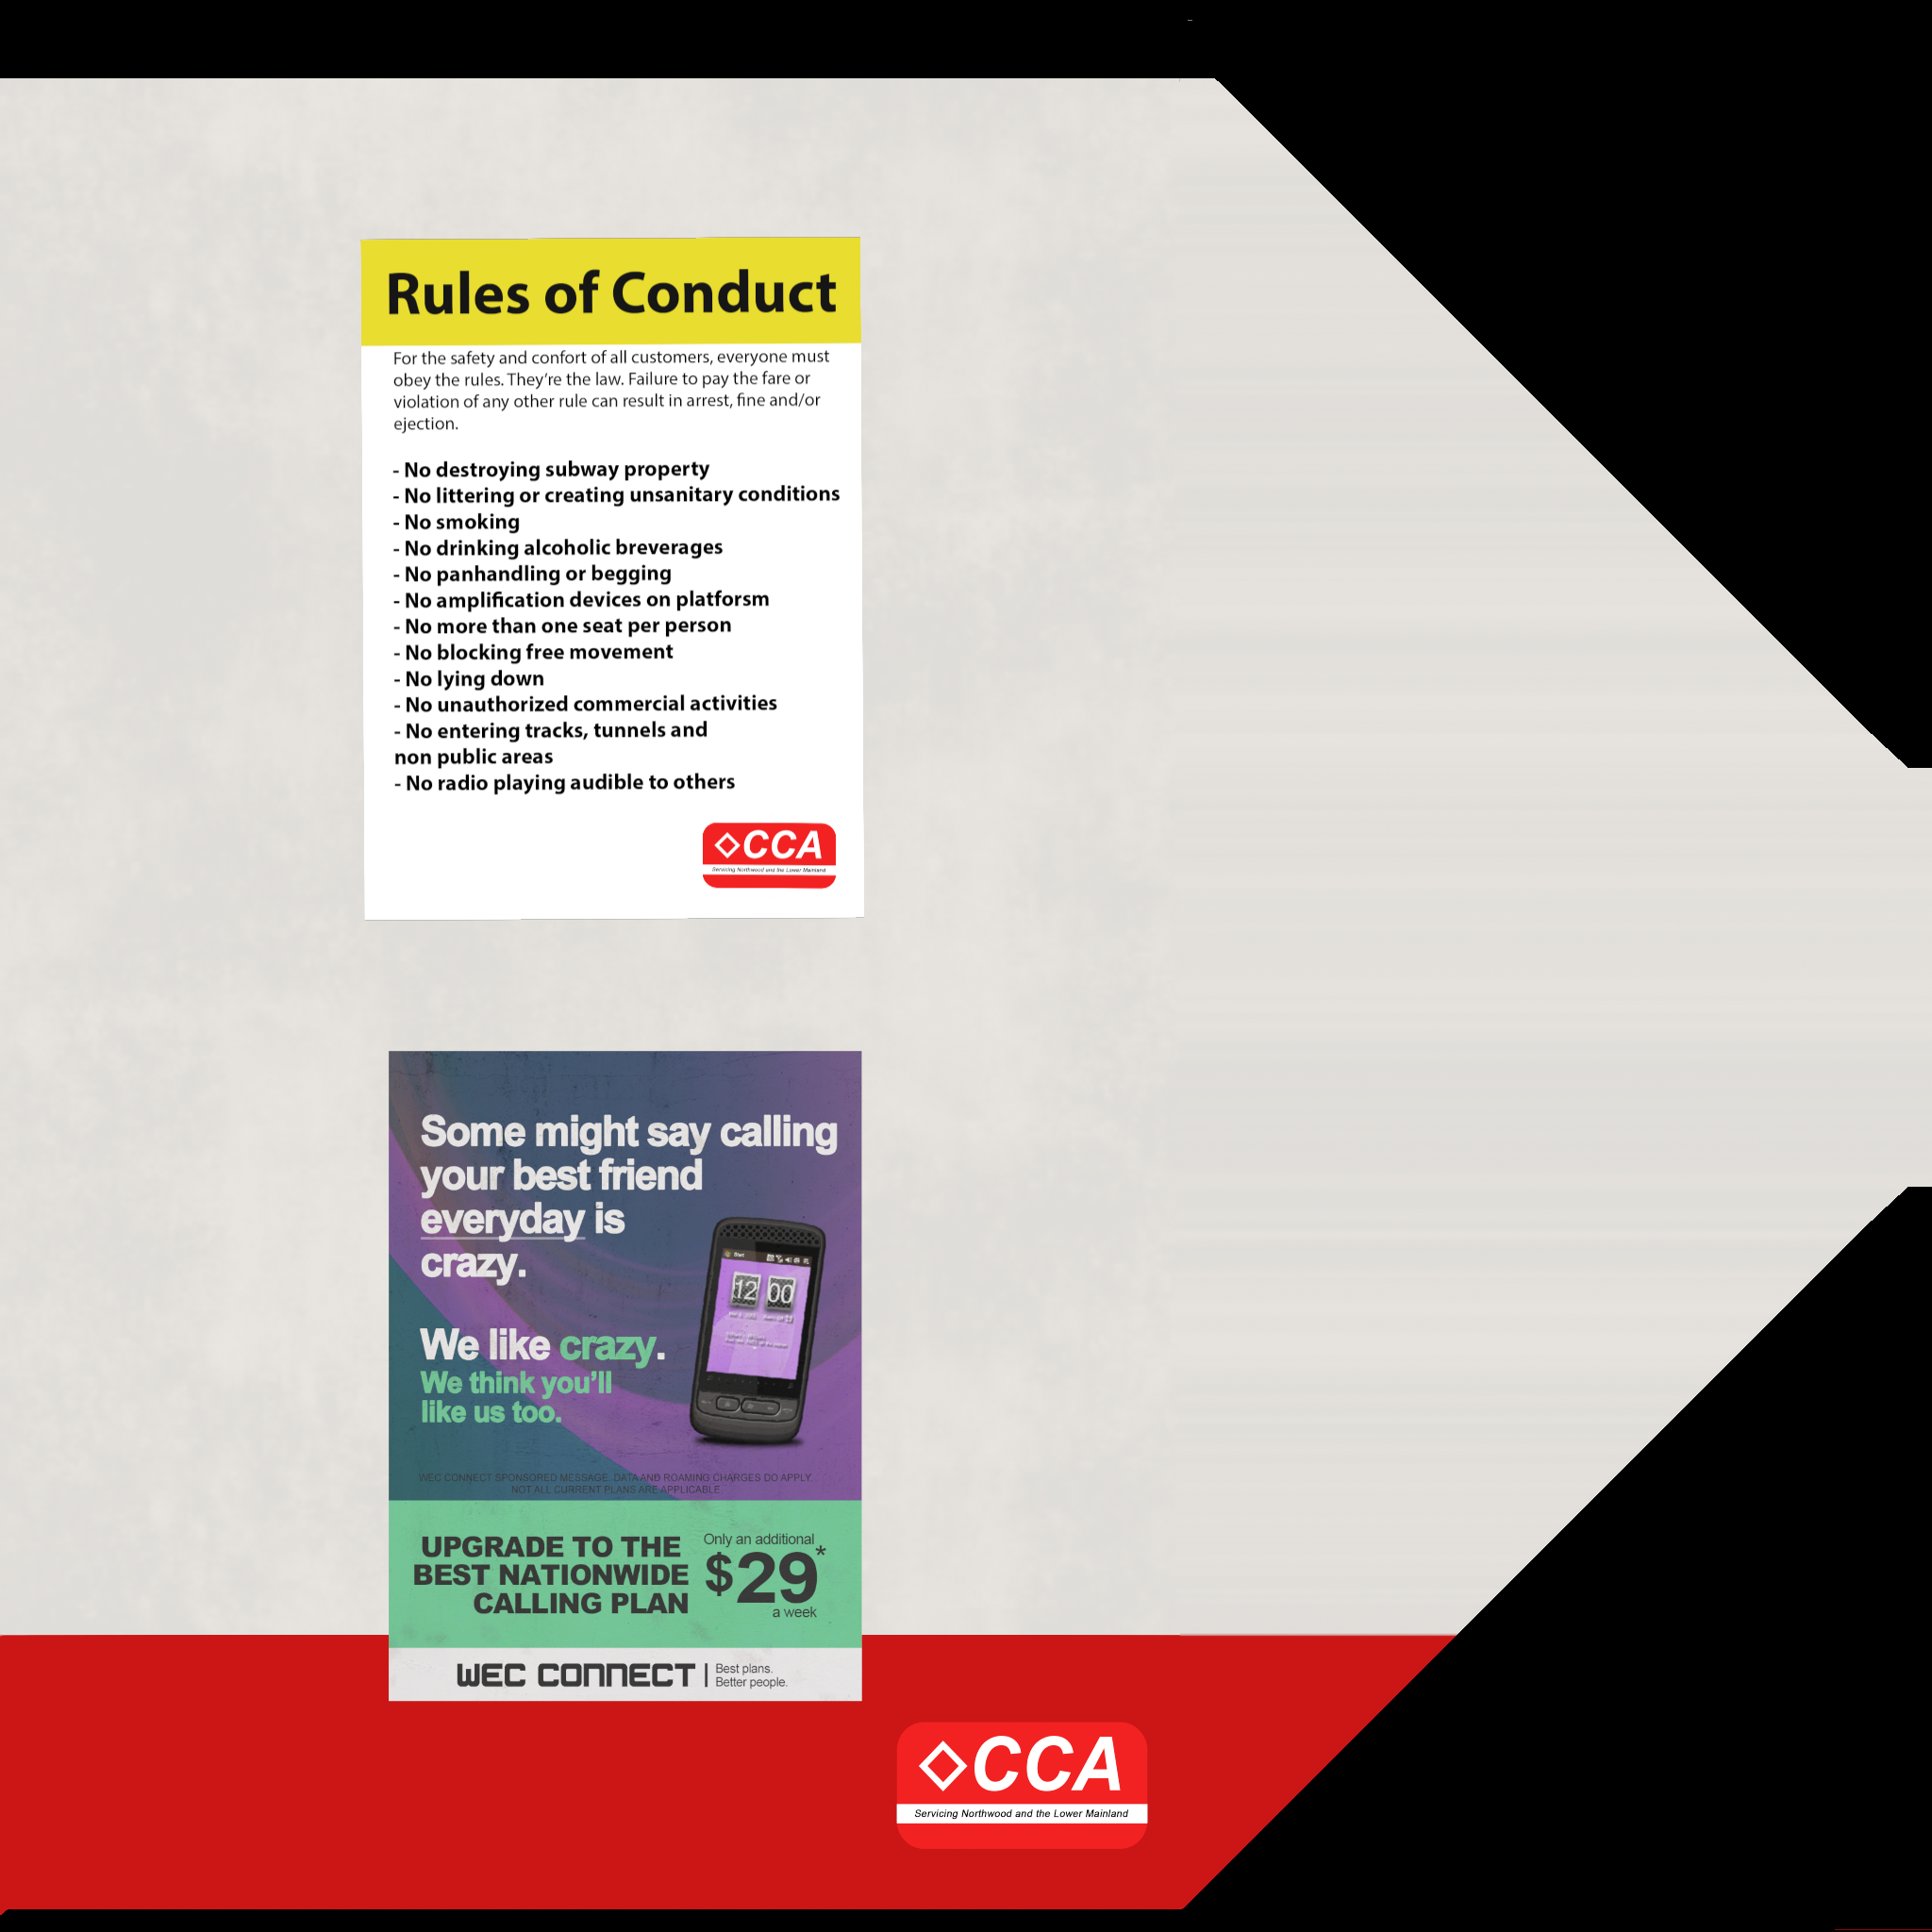 Rules of Conduct
For the safety and confort of all customers, everyone must
obey the rules. They're the law. Failure to pay the fare or
violation of any other rule can result in arrest, fine and/or
ejection.
- No destroying subway property
- No littering or creating unsanitary conditions
- No smoking
- No drinking alcoholic breverages
- No panhandling or begging
- No amplification devices on platforsm
- No more than one seat per person
- No blocking free movement
- No lying down
- No unauthorized commercial activities
- No entering tracks, tunnels and
non public areas
- No radio playing audible to others
CCA
Servicing Northwood and the Lower Mainland
Some might say calling
your best friend
everyday is
crazy.
Start
12 00
We like crazy.
We think you'll
like us too.
WEC CONNECT SPONSORED MESSAGE. DATA AND ROAMING CHARGES DO APPLY.
NOT ALL CURRENT PLANS ARE APPLICABLE
UPGRADE TO THE
BEST NATIONWIDE
CALLING PLAN
Only an additional
$29*
a week
WEC CONNECT
Best plans.
Better people.
CCA
Servicing Northwood and the Lower Mainland